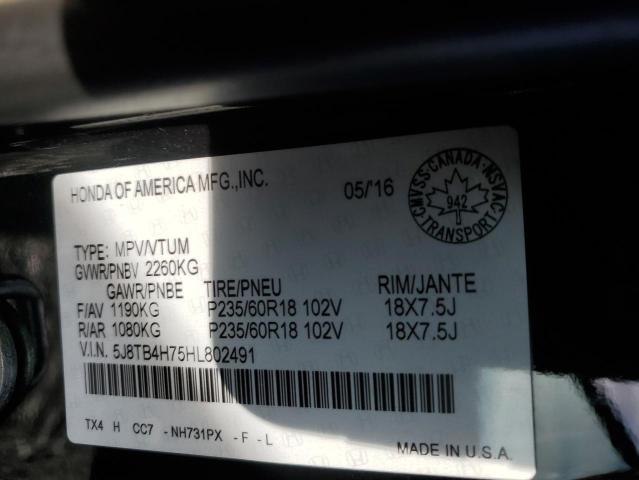 HONDA OF AMERICA MFG.,INC.
05/'16
CMVSS · CANADA · NSVAC
942
TRANSPORT
TYPE: MPV/VTUM
GVWR/PNBV 2260KG
GAWR/PNBE TIRE/PNEU RIM/JANTE
F/AV 1190KG P235/60R18 102V 18X7.5J
R/AR 1080KG P235/60R18 102V 18X7.5J
V.I.N. 5J8TB4H75HL802491
TX4 H CC7 - NH731PX - F - L
MADE IN U.S.A.